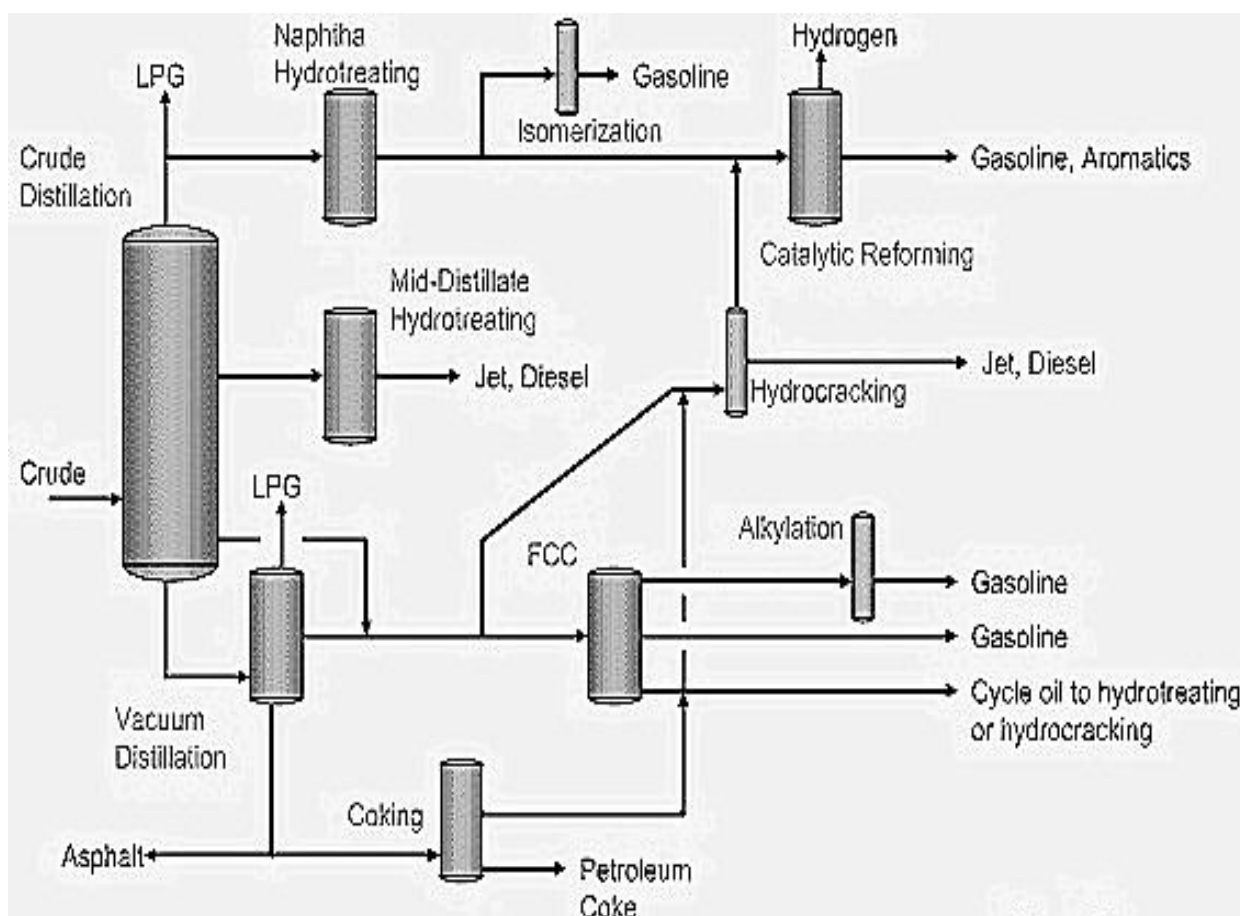 Naphtha
Hydrotreating
Hydrogen
LPG
Gasoline
Isomerization
Crude
Distillation
Gasoline, Aromatics
Catalytic Reforming
Mid-Distillate
Hydrotreating
Jet, Diesel
Jet, Diesel
Hydrocracking
Crude
LPG
FCC
Alkylation
Gasoline
Gasoline
Cycle oil to hydrotreating
or hydrocracking
Vacuum
Distillation
Coking
Asphalt
Petroleum
Coke